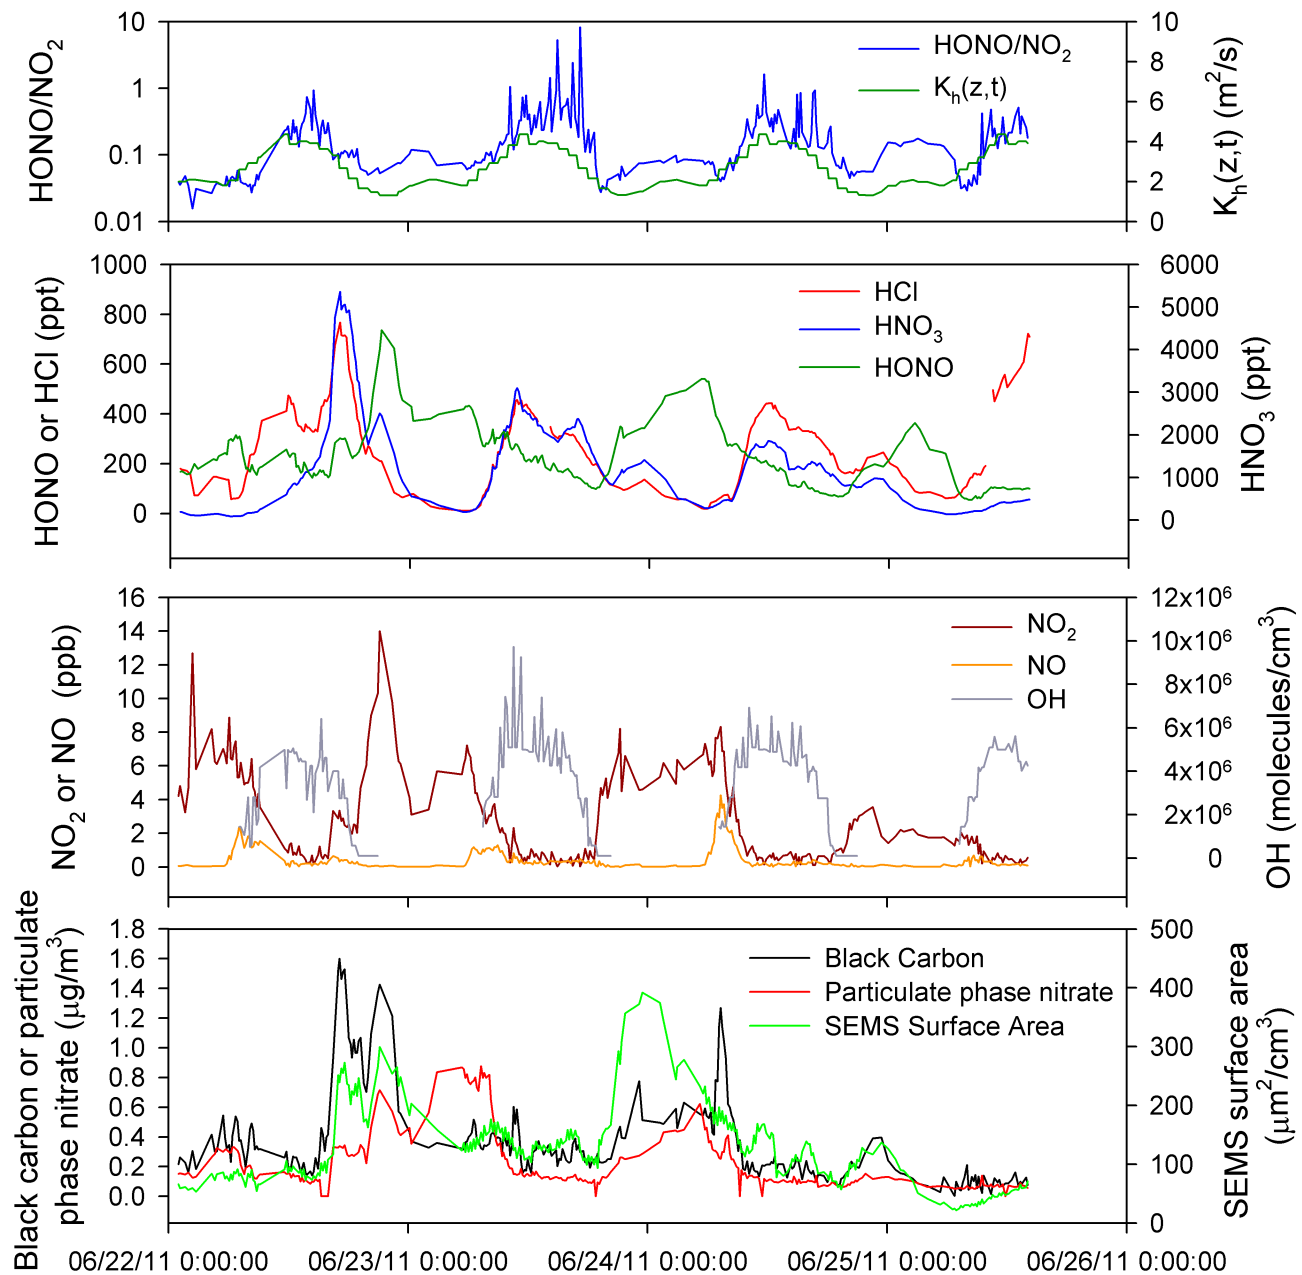 10
1
0.1
0.01
HONO/NO₂
HONO/NO₂
Kₕ(z,t)
10
8
6
4
2
0
Kₕ(z,t) (m²/s)
1000
800
600
400
200
0
HONO or HCl (ppt)
HCl
HNO₃
HONO
6000
5000
4000
3000
2000
1000
0
HNO₃ (ppt)
16
14
12
10
8
6
4
2
0
NO₂ or NO (ppb)
NO₂
NO
OH
12x10⁶
10x10⁶
8x10⁶
6x10⁶
4x10⁶
2x10⁶
0
OH (molecules/cm³)
1.8
1.6
1.4
1.2
1.0
0.8
0.6
0.4
0.2
0.0
Black carbon or particulate
phase nitrate (μg/m³)
Black Carbon
Particulate phase nitrate
SEMS Surface Area
500
400
300
200
100
0
SEMS surface area
(μm²/cm³)
06/22/11 0:00:00 06/23/11 0:00:00 06/24/11 0:00:00 06/25/11 0:00:00 06/26/11 0:00:00